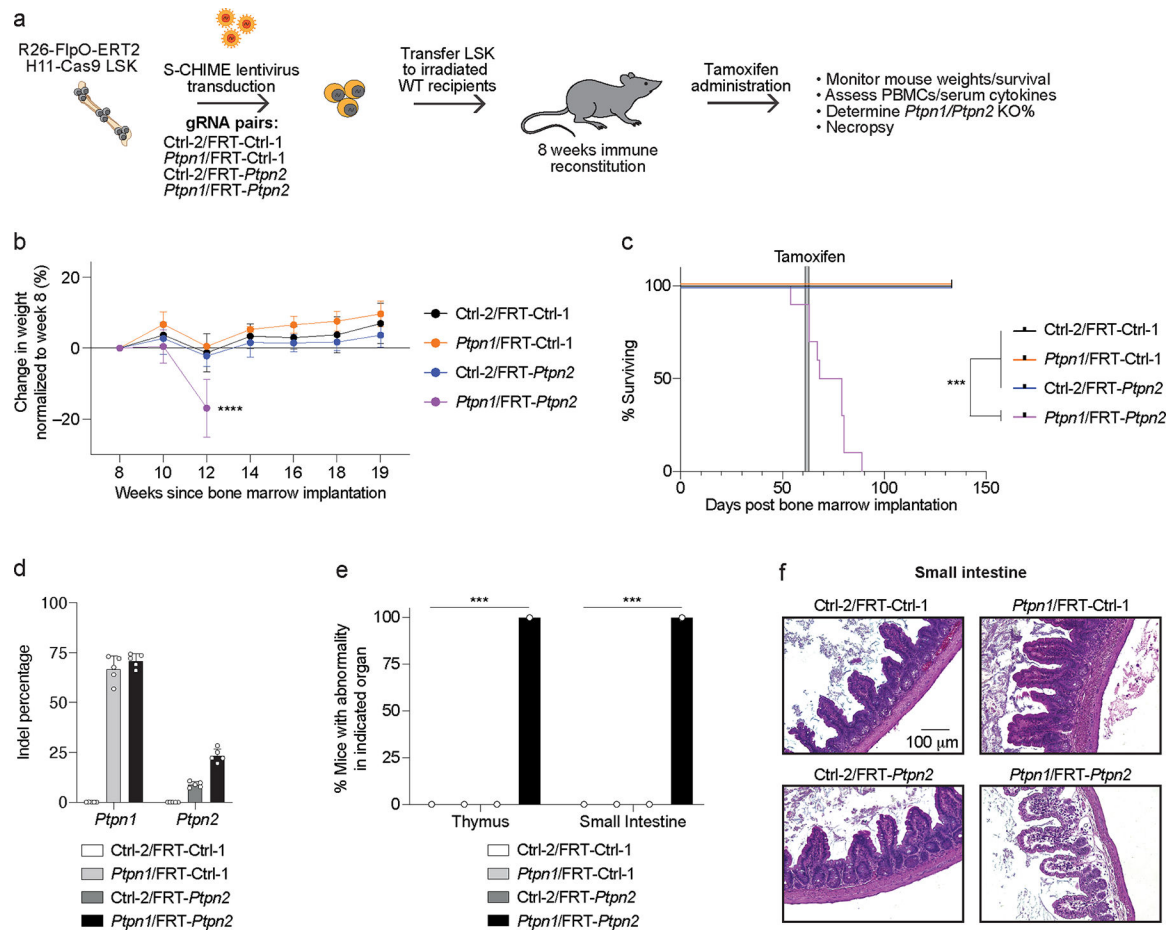 a
R26-FlpO-ERT2
H11-Cas9 LSK
S-CHIME lentivirus
transduction
gRNA pairs:
Ctrl-2/FRT-Ctrl-1
Ptpn1/FRT-Ctrl-1
Ctrl-2/FRT-Ptpn2
Ptpn1/FRT-Ptpn2
Transfer LSK
to irradiated
WT recipients
8 weeks immune
reconstitution
Tamoxifen
administration
• Monitor mouse weights/survival
• Assess PBMCs/serum cytokines
• Determine Ptpn1/Ptpn2 KO%
• Necropsy
b
Change in weight
normalized to week 8 (%)
20
0
−20
****
8 10 12 14 16 18 19
Weeks since bone marrow implantation
Ctrl-2/FRT-Ctrl-1
Ptpn1/FRT-Ctrl-1
Ctrl-2/FRT-Ptpn2
Ptpn1/FRT-Ptpn2
c
Tamoxifen
% Surviving
100
50
0
0 50 100 150
Days post bone marrow implantation
***
Ctrl-2/FRT-Ctrl-1
Ptpn1/FRT-Ctrl-1
Ctrl-2/FRT-Ptpn2
Ptpn1/FRT-Ptpn2
d
Indel percentage
100
75
50
25
0
Ptpn1 Ptpn2
Ctrl-2/FRT-Ctrl-1
Ptpn1/FRT-Ctrl-1
Ctrl-2/FRT-Ptpn2
Ptpn1/FRT-Ptpn2
e
% Mice with abnormality
in indicated organ
*** ***
100
80
60
40
20
0
Thymus Small Intestine
Ctrl-2/FRT-Ctrl-1
Ptpn1/FRT-Ctrl-1
Ctrl-2/FRT-Ptpn2
Ptpn1/FRT-Ptpn2
f
Small intestine
Ctrl-2/FRT-Ctrl-1 Ptpn1/FRT-Ctrl-1
100 µm
Ctrl-2/FRT-Ptpn2 Ptpn1/FRT-Ptpn2